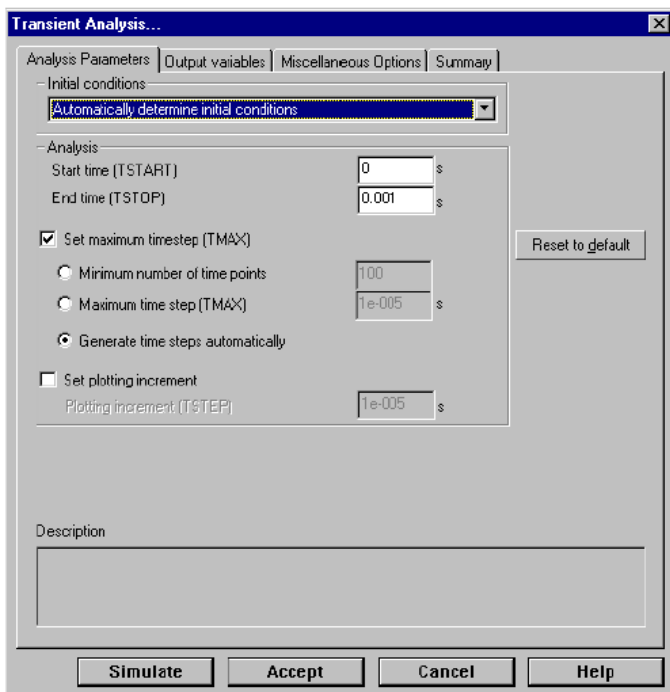 Transient Analysis...
Analysis Parameters Output variables Miscellaneous Options Summary
Initial conditions
Automatically determine initial conditions
Analysis
Start time (TSTART) 0 s
End time (TSTOP) 0.001 s
Set maximum timestep (TMAX)
Reset to default
Minimum number of time points 100
Maximum time step (TMAX) 1e-005 s
Generate time steps automatically
Set plotting increment
Plotting increment (TSTEP) 1e-005 s
Description
Simulate Accept Cancel Help